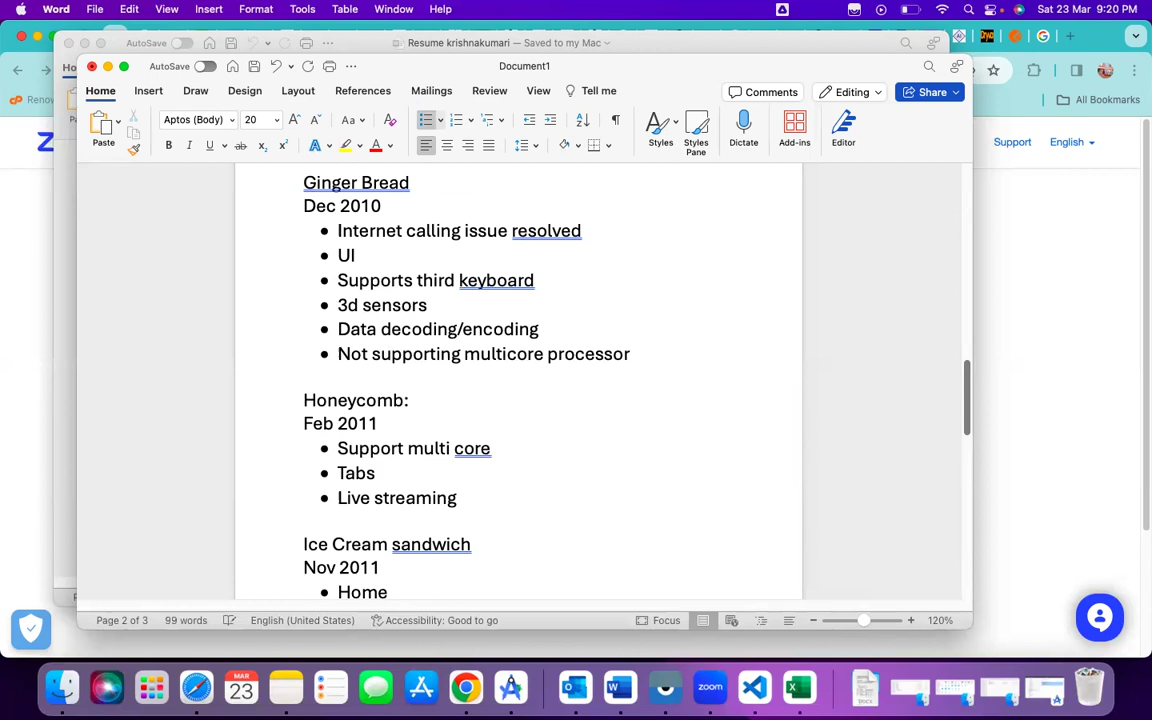 Word File Edit View Insert Format Tools Table Window Help Sat 23 Mar 9:20 PM
AutoSave Resume krishnakumari — Saved to my Mac
AutoSave Document1
Home Insert Draw Design Layout References Mailings Review View Tell me Comments Editing Share
All Bookmarks
Paste Aptos (Body) 20 Aa Styles Styles Pane Dictate Add-ins Editor
B I U ab x₂ x² A A
Support English
Ginger Bread
Dec 2010
• Internet calling issue resolved
• UI
• Supports third keyboard
• 3d sensors
• Data decoding/encoding
• Not supporting multicore processor
Honeycomb:
Feb 2011
• Support multi core
• Tabs
• Live streaming
Ice Cream sandwich
Nov 2011
• Home
Page 2 of 3 99 words English (United States) Accessibility: Good to go Focus 120%
MAR
23
zoom